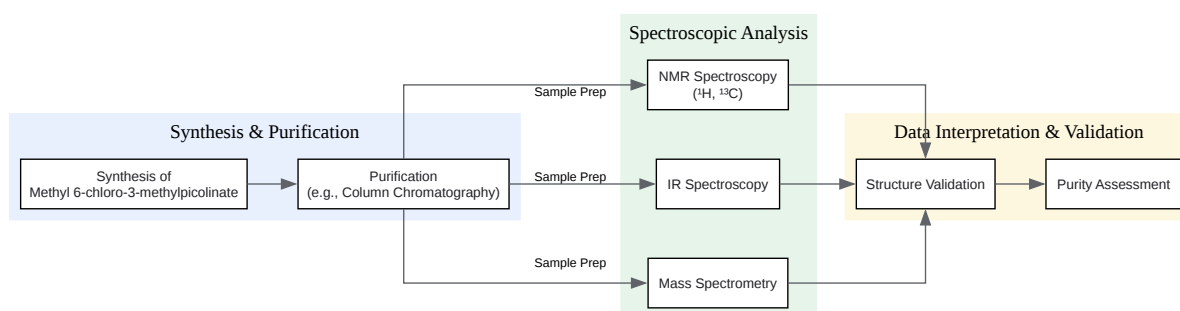 Spectroscopic Analysis
NMR Spectroscopy
(¹H, ¹³C)
Sample Prep
Synthesis & Purification
Data Interpretation & Validation
Synthesis of
Methyl 6-chloro-3-methylpicolinate
Purification
(e.g., Column Chromatography)
Sample Prep
IR Spectroscopy
Structure Validation
Purity Assessment
Sample Prep
Mass Spectrometry